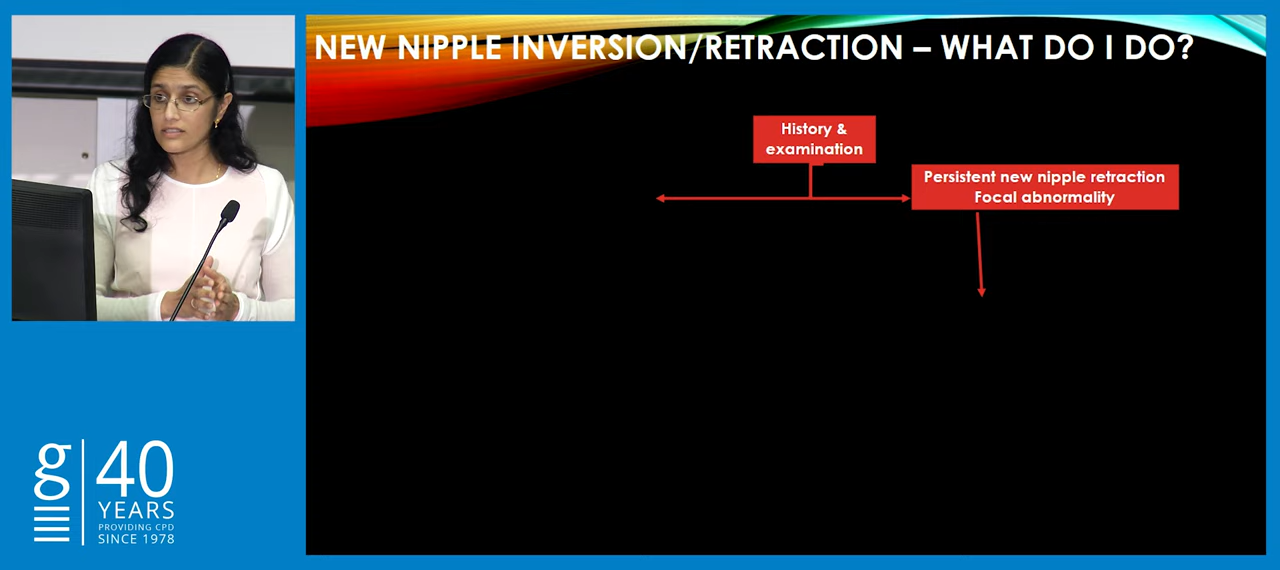 NEW NIPPLE INVERSION/RETRACTION – WHAT DO I DO?
History &
examination
Persistent new nipple retraction
Focal abnormality
g
40
YEARS
PROVIDING CPD
SINCE 1978